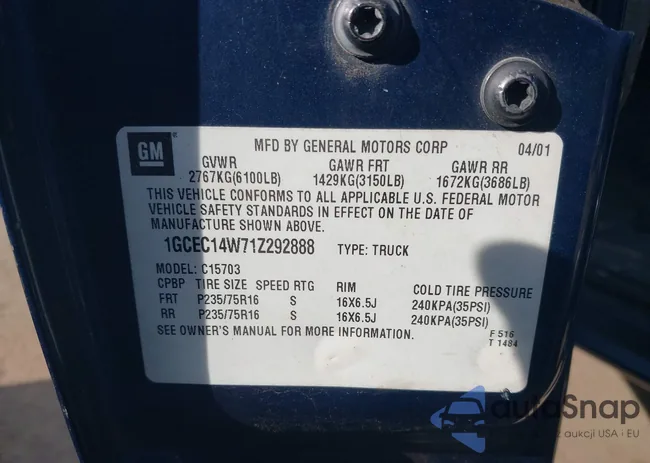 GM MFD BY GENERAL MOTORS CORP 04/01
GVWR GAWR FRT GAWR RR
2767KG(6100LB) 1429KG(3150LB) 1672KG(3686LB)
THIS VEHICLE CONFORMS TO ALL APPLICABLE U.S. FEDERAL MOTOR
VEHICLE SAFETY STANDARDS IN EFFECT ON THE DATE OF
MANUFACTURE SHOWN ABOVE.
1GCEC14W71Z292888 TYPE: TRUCK
MODEL: C15703
CPBP TIRE SIZE SPEED RTG RIM COLD TIRE PRESSURE
FRT P235/75R16 S 16X6.5J 240KPA(35PSI)
RR P235/75R16 S 16X6.5J 240KPA(35PSI)
SEE OWNER'S MANUAL FOR MORE INFORMATION.
F 516
T 1484
autoSnap
z aukcji USA - EU